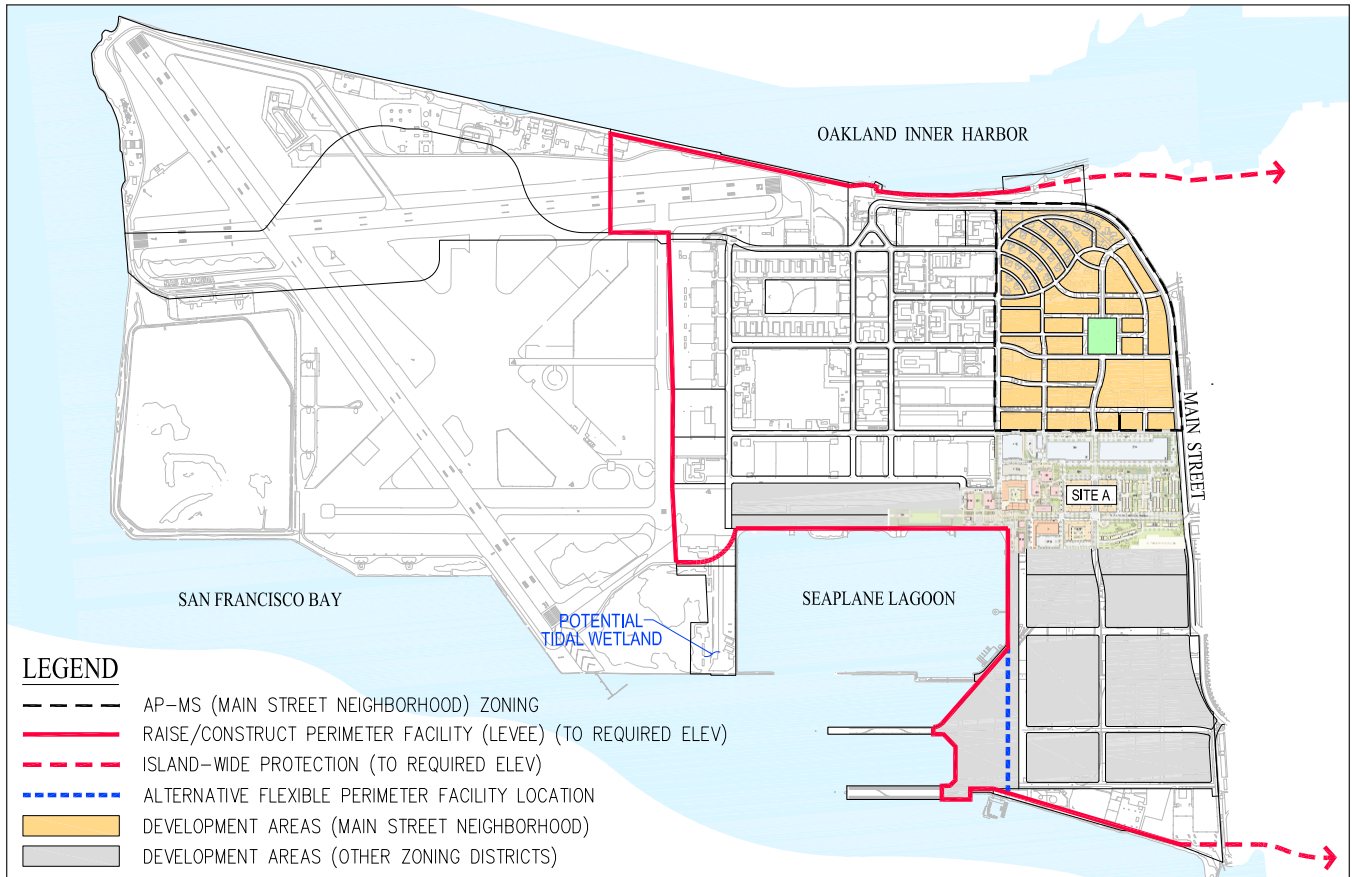 OAKLAND INNER HARBOR
MAIN STREET
SITE A
SAN FRANCISCO BAY
SEAPLANE LAGOON
POTENTIAL
TIDAL WETLAND
LEGEND
AP-MS (MAIN STREET NEIGHBORHOOD) ZONING
RAISE/CONSTRUCT PERIMETER FACILITY (LEVEE) (TO REQUIRED ELEV)
ISLAND-WIDE PROTECTION (TO REQUIRED ELEV)
ALTERNATIVE FLEXIBLE PERIMETER FACILITY LOCATION
DEVELOPMENT AREAS (MAIN STREET NEIGHBORHOOD)
DEVELOPMENT AREAS (OTHER ZONING DISTRICTS)